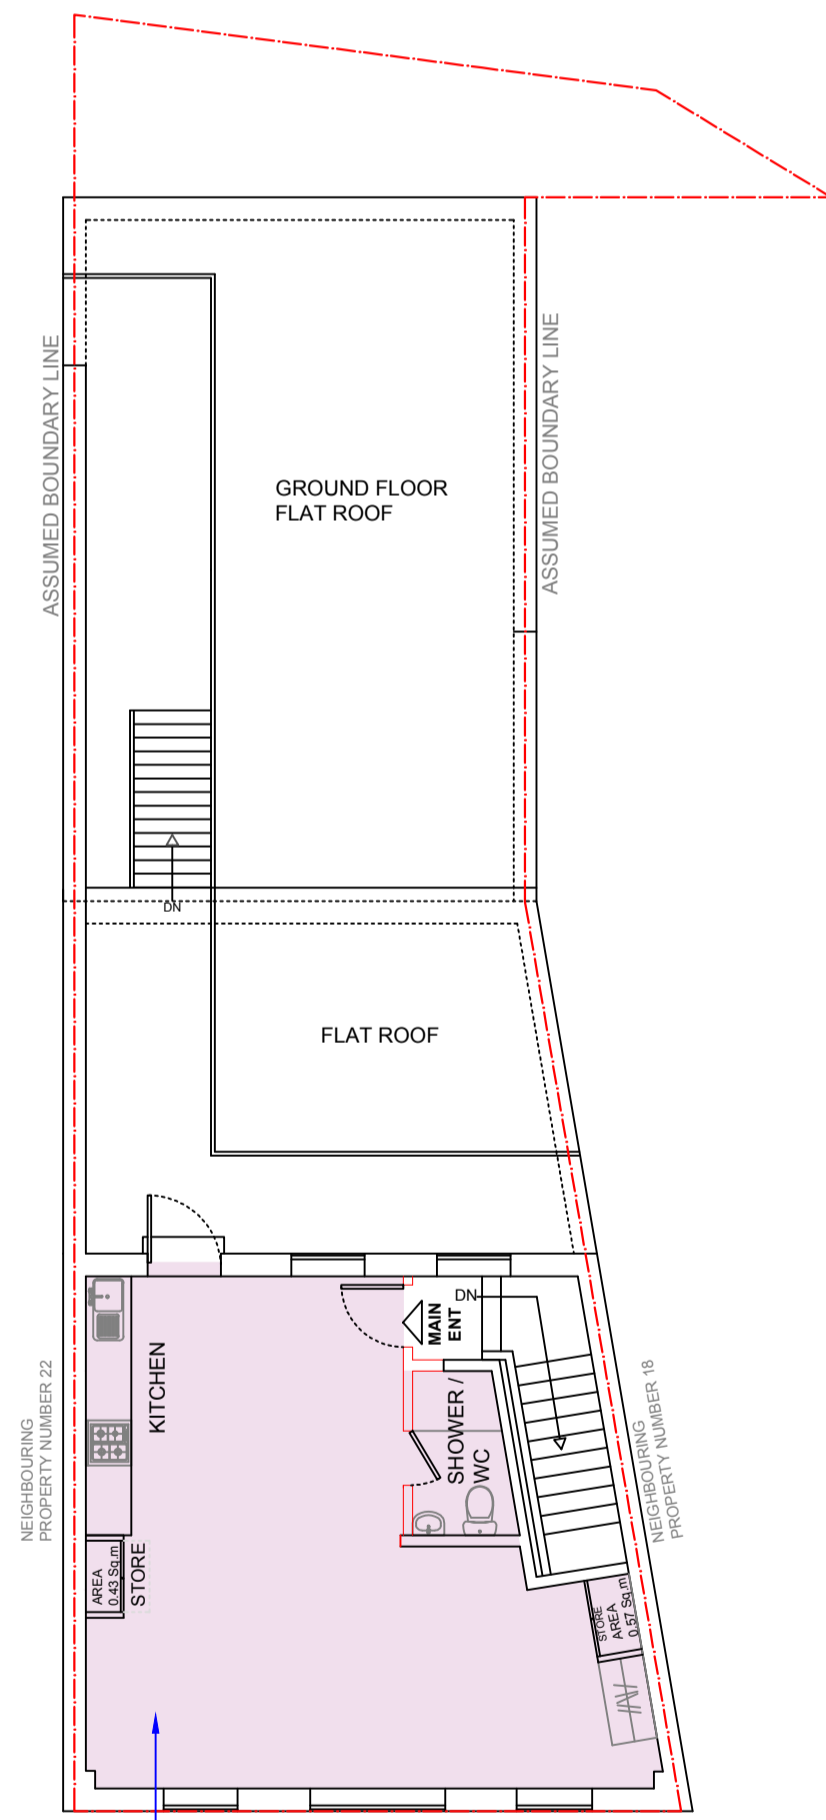 ASSUMED BOUNDARY LINE
ASSUMED BOUNDARY LINE
GROUND FLOOR
FLAT ROOF
DN
FLAT ROOF
DN
MAIN
ENT
KITCHEN
SHOWER /
WC
NEIGHBOURING
PROPERTY NUMBER 22
NEIGHBOURING
PROPERTY NUMBER 18
AREA
0.43 Sq.m
STORE
STORE
AREA
0.57 Sq.m